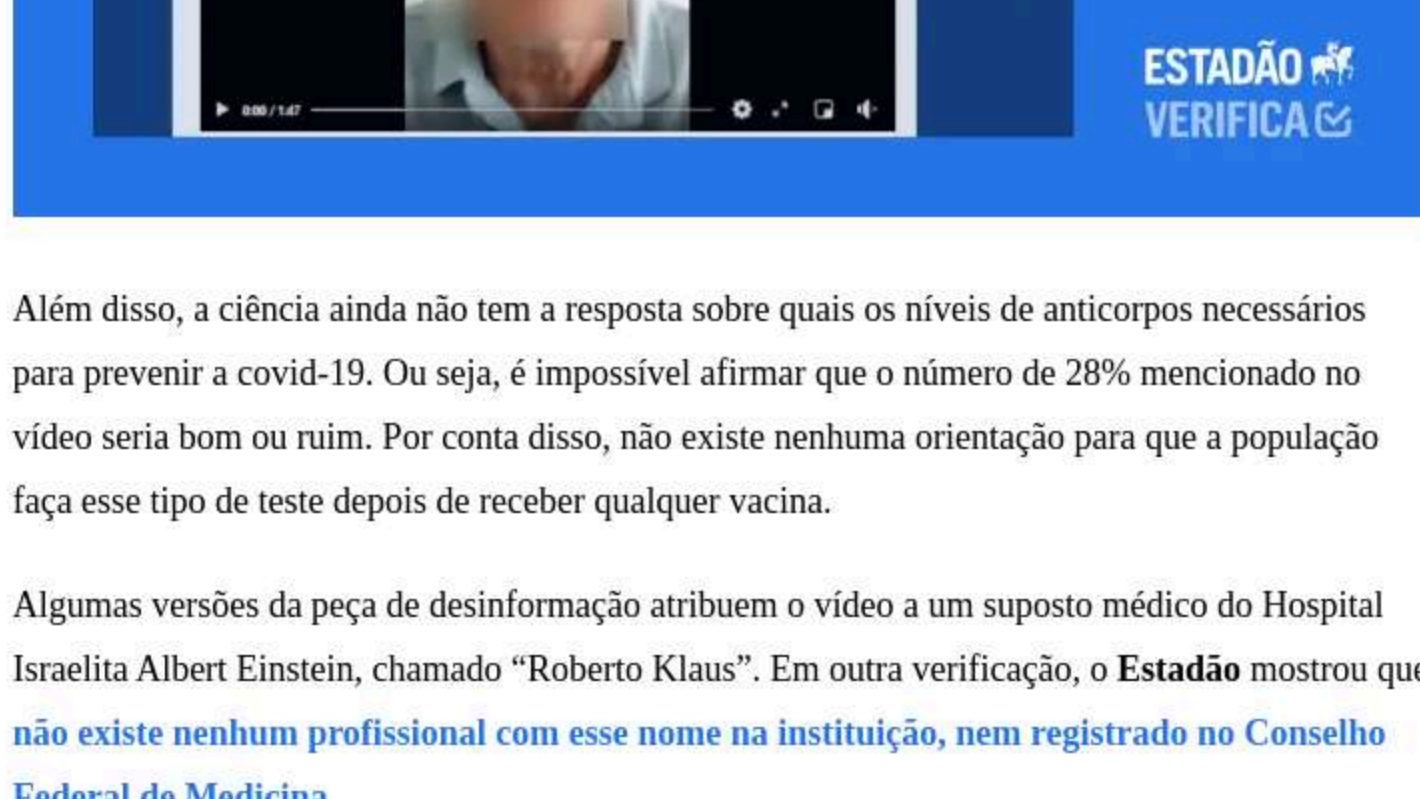 ESTADÃO
VERIFICA
0:00 / 1:47
Além disso, a ciência ainda não tem a resposta sobre quais os níveis de anticorpos necessários
para prevenir a covid-19. Ou seja, é impossível afirmar que o número de 28% mencionado no
vídeo seria bom ou ruim. Por conta disso, não existe nenhuma orientação para que a população
faça esse tipo de teste depois de receber qualquer vacina.
Algumas versões da peça de desinformação atribuem o vídeo a um suposto médico do Hospital
Israelita Albert Einstein, chamado “Roberto Klaus”. Em outra verificação, o Estadão mostrou que
não existe nenhum profissional com esse nome na instituição, nem registrado no Conselho
Federal de Medicina